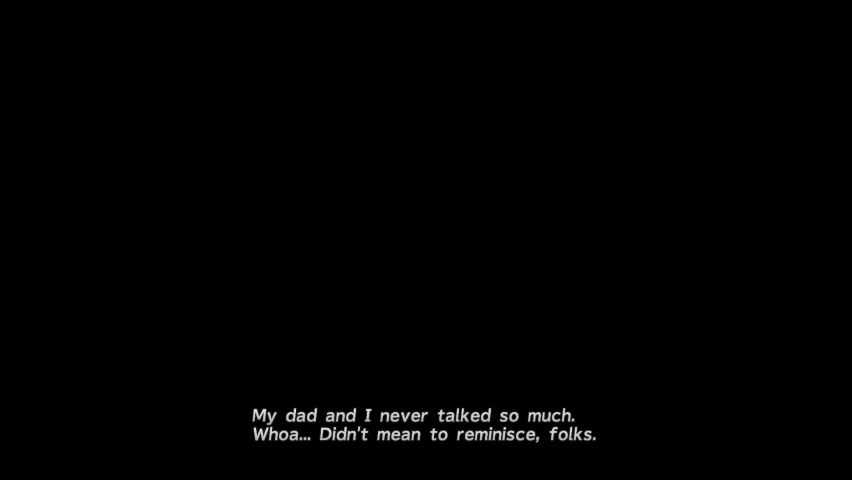 My dad and I never talked so much.
Whoa... Didn't mean to reminisce, folks.